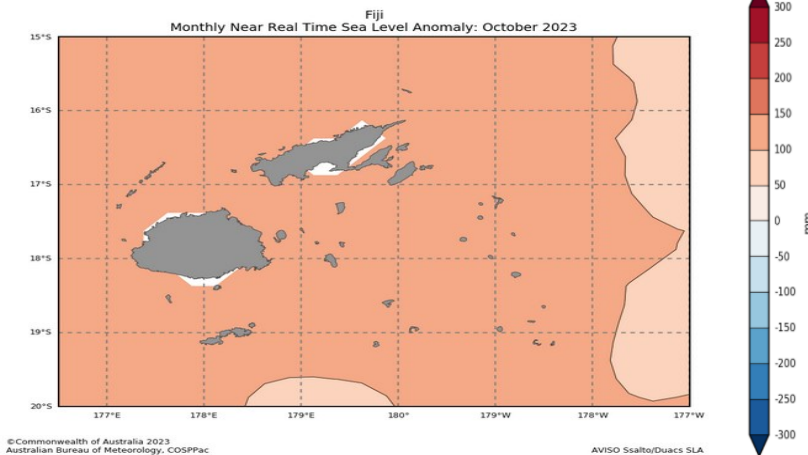 Fiji
Monthly Near Real Time Sea Level Anomaly: October 2023
15°S
16°S
17°S
18°S
19°S
20°S
177°E
178°E
179°E
180°
179°W
178°W
177°W
300
250
200
150
100
50
0
-50
-100
-150
-200
-250
-300
mm
©Commonwealth of Australia 2023
Australian Bureau of Meteorology, COSPPac
AVISO Ssalto/Duacs SLA